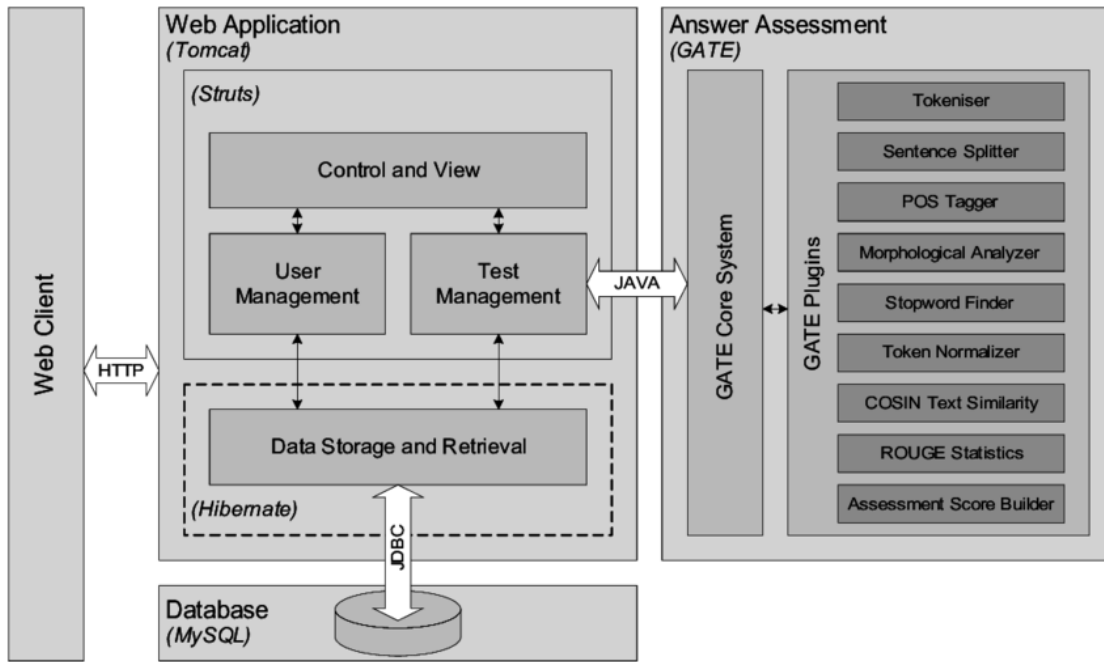 Web Client
HTTP
Web Application
(Tomcat)
(Struts)
Control and View
User
Management
Test
Management
Data Storage and Retrieval
(Hibernate)
JDBC
Database
(MySQL)
JAVA
Answer Assessment
(GATE)
GATE Core System
GATE Plugins
Tokeniser
Sentence Splitter
POS Tagger
Morphological Analyzer
Stopword Finder
Token Normalizer
COSIN Text Similarity
ROUGE Statistics
Assessment Score Builder